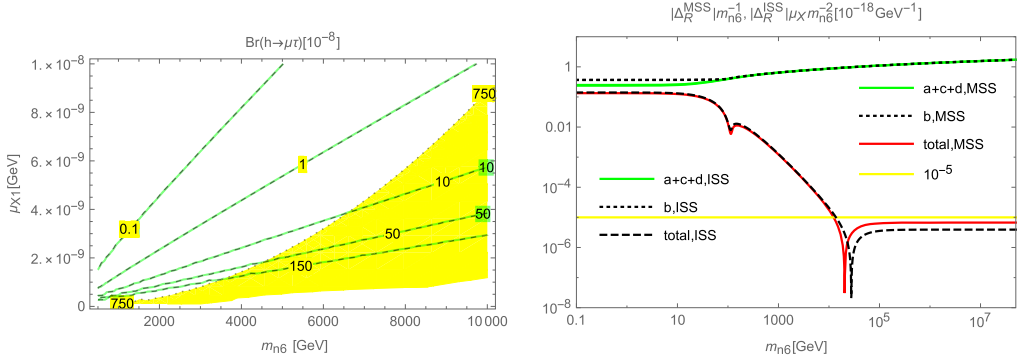 Br(h→μτ)[10⁻⁸]
1.×10⁻⁸
8.×10⁻⁹
6.×10⁻⁹
4.×10⁻⁹
2.×10⁻⁹
0
μX1[GeV]
750
1
10
10
0.1
50
50
150
750
2000 4000 6000 8000 10000
mn6 [GeV]
|Δ_R^MSS|m_n6^-1, |Δ_R^ISS|μ_X m_n6^-2[10⁻¹⁸GeV⁻¹]
1
0.01
10⁻⁴
10⁻⁶
10⁻⁸
a+c+d,MSS
b,MSS
total,MSS
10⁻⁵
a+c+d,ISS
b,ISS
total,ISS
0.1 10 1000 10⁵ 10⁷
mn6[GeV]